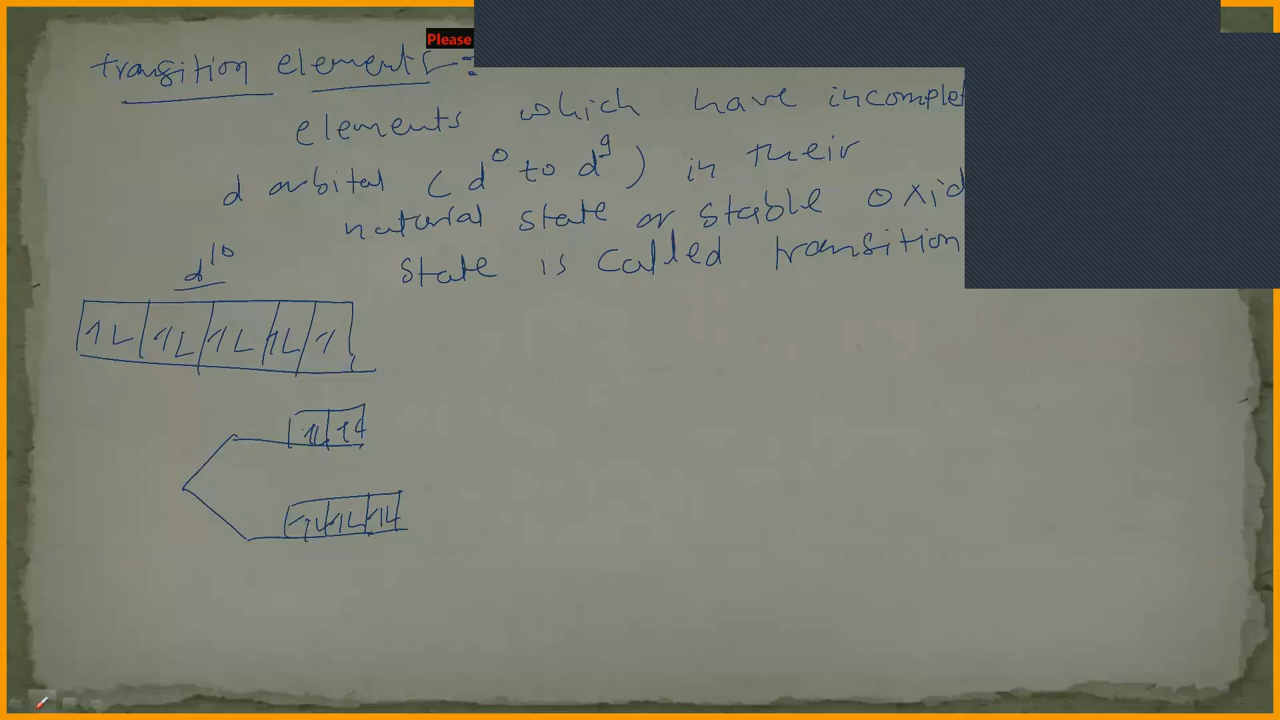 Please
transition elements :
elements which have incomplet
d orbital ( d⁰ to d⁹ ) in their
natural state or stable oxid
state is called transition
d¹⁰